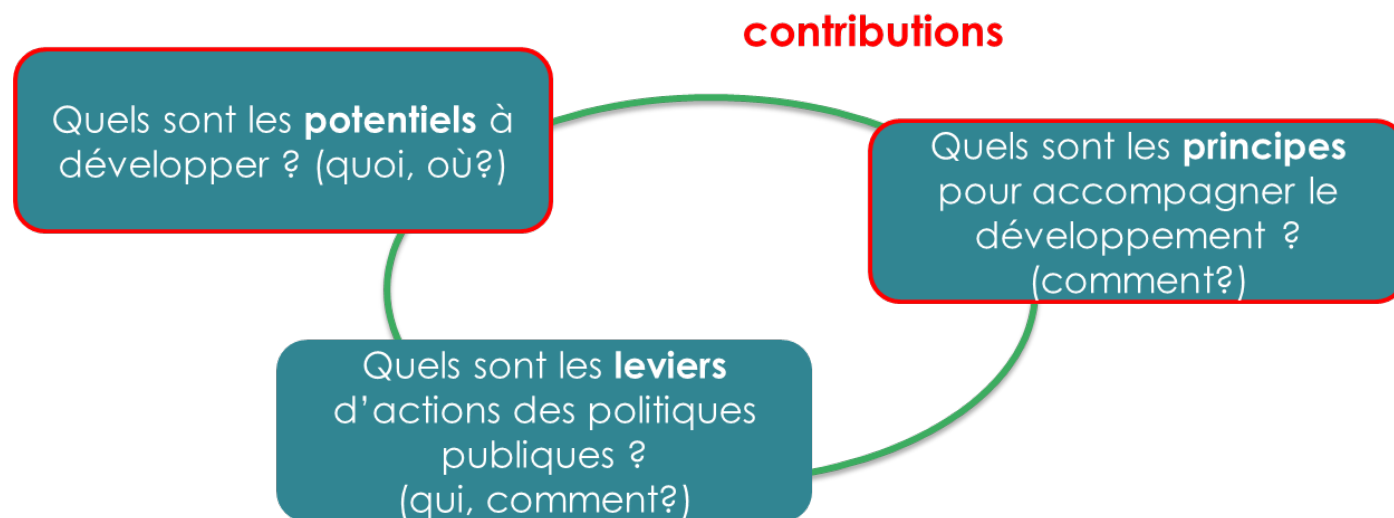 contributions
Quels sont les potentiels à
développer ? (quoi, où?)
Quels sont les principes
pour accompagner le
développement ?
(comment?)
Quels sont les leviers
d’actions des politiques
publiques ?
(qui, comment?)